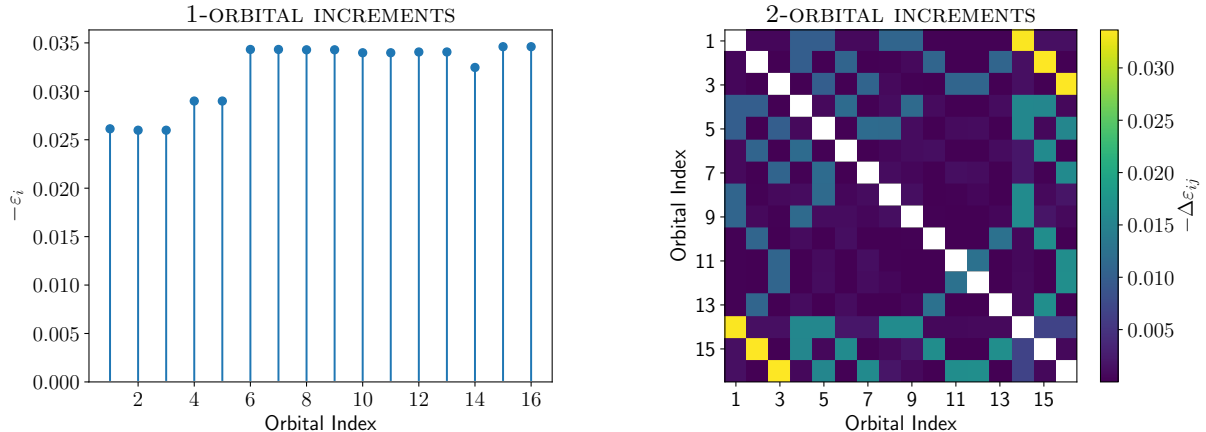 1-ORBITAL INCREMENTS
0.035
0.030
0.025
0.020
0.015
0.010
0.005
0.000
−εᵢ
2 4 6 8 10 12 14 16
Orbital Index
2-ORBITAL INCREMENTS
1
3
5
7
9
11
13
15
Orbital Index
1 3 5 7 9 11 13 15
Orbital Index
0.030
0.025
0.020
0.015
0.010
0.005
−Δεᵢⱼ